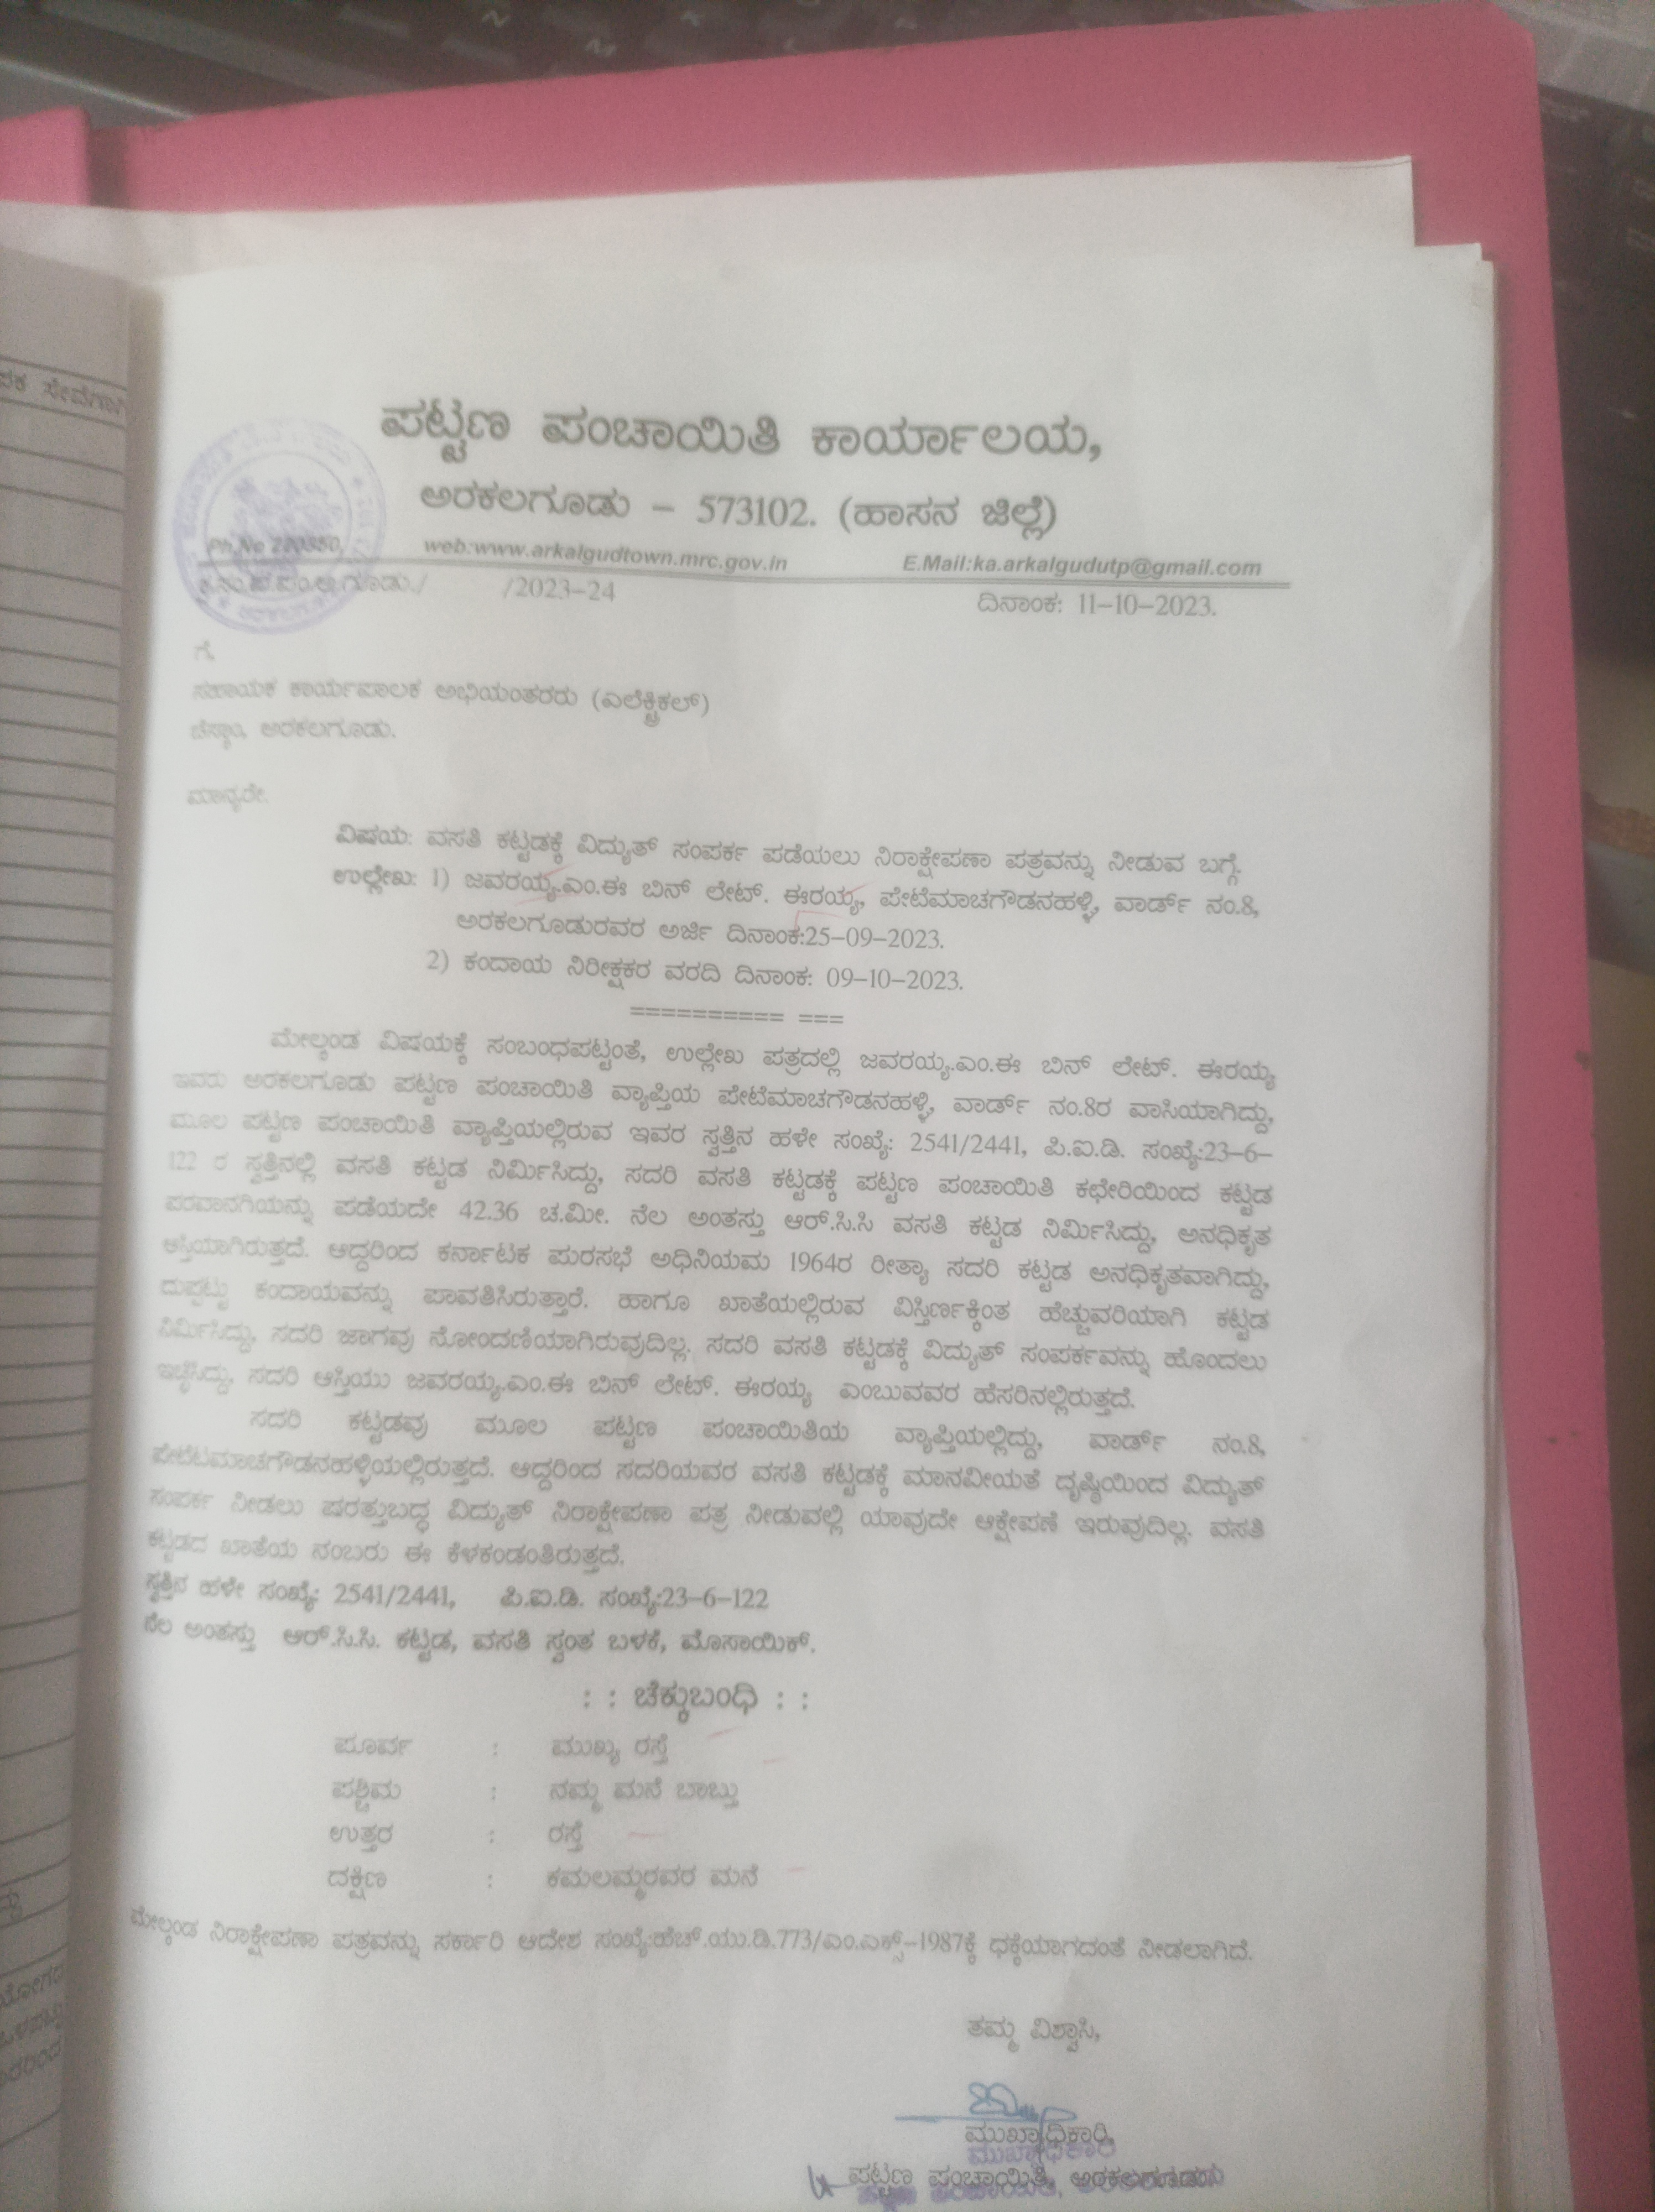 ಪಕ ಸೇವೆಗಾಗಿ
ಪಟ್ಟಣ ಪಂಚಾಯಿತಿ ಕಾರ್ಯಾಲಯ,
ಅರಕಲಗೂಡು – 573102. (ಹಾಸನ ಜಿಲ್ಲೆ)
Ph.No web:www.arkalgudtown.mrc.gov.in E.Mail:ka.arkalgudutp@gmail.com
ಕ್ರ.ಸಂ.ಪ.ಪಂ.ಅ.ಗೂಡು./ /2023–24 ದಿನಾಂಕ: 11–10–2023.
ಗೆ,
ಸಹಾಯಕ ಕಾರ್ಯಪಾಲಕ ಅಭಿಯಂತರರು (ಎಲೆಕ್ಟ್ರಿಕಲ್)
ಚೆಸ್ಕಾಂ, ಅರಕಲಗೂಡು.
ಮಾನ್ಯರೇ.
ವಿಷಯ: ವಸತಿ ಕಟ್ಟಡಕ್ಕೆ ವಿದ್ಯುತ್ ಸಂಪರ್ಕ ಪಡೆಯಲು ನಿರಾಕ್ಷೇಪಣಾ ಪತ್ರವನ್ನು ನೀಡುವ ಬಗ್ಗೆ.
ಉಲ್ಲೇಖ: 1) ಜವರಯ್ಯ.ಎಂ.ಈ ಬಿನ್ ಲೇಟ್. ಈರಯ್ಯ, ಪೇಟೆಮಾಚಗೌಡನಹಳ್ಳಿ, ವಾರ್ಡ್ ನಂ.8,
ಅರಕಲಗೂಡುರವರ ಅರ್ಜಿ ದಿನಾಂಕ:25–09–2023.
2) ಕಂದಾಯ ನಿರೀಕ್ಷಕರ ವರದಿ ದಿನಾಂಕ: 09–10–2023.
========== ===
ಮೇಲ್ಕಂಡ ವಿಷಯಕ್ಕೆ ಸಂಬಂಧಪಟ್ಟಂತೆ, ಉಲ್ಲೇಖ ಪತ್ರದಲ್ಲಿ ಜವರಯ್ಯ.ಎಂ.ಈ ಬಿನ್ ಲೇಟ್. ಈರಯ್ಯ
ಇವರು ಅರಕಲಗೂಡು ಪಟ್ಟಣ ಪಂಚಾಯಿತಿ ವ್ಯಾಪ್ತಿಯ ಪೇಟೆಮಾಚಗೌಡನಹಳ್ಳಿ, ವಾರ್ಡ್ ನಂ.8ರ ವಾಸಿಯಾಗಿದ್ದು,
ಮೂಲ ಪಟ್ಟಣ ಪಂಚಾಯಿತಿ ವ್ಯಾಪ್ತಿಯಲ್ಲಿರುವ ಇವರ ಸ್ವತ್ತಿನ ಹಳೇ ಸಂಖ್ಯೆ: 2541/2441, ಪಿ.ಐ.ಡಿ. ಸಂಖ್ಯೆ:23–6–
122 ರ ಸ್ವತ್ತಿನಲ್ಲಿ ವಸತಿ ಕಟ್ಟಡ ನಿರ್ಮಿಸಿದ್ದು, ಸದರಿ ವಸತಿ ಕಟ್ಟಡಕ್ಕೆ ಪಟ್ಟಣ ಪಂಚಾಯಿತಿ ಕಛೇರಿಯಿಂದ ಕಟ್ಟಡ
ಪರವಾನಗಿಯನ್ನು ಪಡೆಯದೇ 42.36 ಚ.ಮೀ. ನೆಲ ಅಂತಸ್ತು ಆರ್.ಸಿ.ಸಿ ವಸತಿ ಕಟ್ಟಡ ನಿರ್ಮಿಸಿದ್ದು, ಅನಧಿಕೃತ
ಆಸ್ತಿಯಾಗಿರುತ್ತದೆ. ಆದ್ದರಿಂದ ಕರ್ನಾಟಕ ಪುರಸಭೆ ಅಧಿನಿಯಮ 1964ರ ರೀತ್ಯಾ ಸದರಿ ಕಟ್ಟಡ ಅನಧಿಕೃತವಾಗಿದ್ದು,
ದುಪ್ಪಟ್ಟು ಕಂದಾಯವನ್ನು ಪಾವತಿಸಿರುತ್ತಾರೆ. ಹಾಗೂ ಖಾತೆಯಲ್ಲಿರುವ ವಿಸ್ತಿರ್ಣಕ್ಕಿಂತ ಹೆಚ್ಚುವರಿಯಾಗಿ ಕಟ್ಟಡ
ನಿರ್ಮಿಸಿದ್ದು, ಸದರಿ ಜಾಗವು ನೋಂದಣಿಯಾಗಿರುವುದಿಲ್ಲ. ಸದರಿ ವಸತಿ ಕಟ್ಟಡಕ್ಕೆ ವಿದ್ಯುತ್ ಸಂಪರ್ಕವನ್ನು ಹೊಂದಲು
ಇಚ್ಛಿಸಿದ್ದು, ಸದರಿ ಆಸ್ತಿಯು ಜವರಯ್ಯ.ಎಂ.ಈ ಬಿನ್ ಲೇಟ್. ಈರಯ್ಯ ಎಂಬುವವರ ಹೆಸರಿನಲ್ಲಿರುತ್ತದೆ.
ಸದರಿ ಕಟ್ಟಡವು ಮೂಲ ಪಟ್ಟಣ ಪಂಚಾಯಿತಿಯ ವ್ಯಾಪ್ತಿಯಲ್ಲಿದ್ದು, ವಾರ್ಡ್ ನಂ.8,
ಪೇಟೆಟಮಾಚಗೌಡನಹಳ್ಳಿಯಲ್ಲಿರುತ್ತದೆ. ಆದ್ದರಿಂದ ಸದರಿಯವರ ವಸತಿ ಕಟ್ಟಡಕ್ಕೆ ಮಾನವೀಯತೆ ದೃಷ್ಠಿಯಿಂದ ವಿದ್ಯುತ್
ಸಂಪರ್ಕ ನೀಡಲು ಷರತ್ತುಬದ್ಧ ವಿದ್ಯುತ್ ನಿರಾಕ್ಷೇಪಣಾ ಪತ್ರ ನೀಡುವಲ್ಲಿ ಯಾವುದೇ ಆಕ್ಷೇಪಣೆ ಇರುವುದಿಲ್ಲ. ವಸತಿ
ಕಟ್ಟಡದ ಖಾತೆಯ ನಂಬರು ಈ ಕೆಳಕಂಡಂತಿರುತ್ತದೆ.
ಸ್ವತ್ತಿನ ಹಳೇ ಸಂಖ್ಯೆ: 2541/2441, ಪಿ.ಐ.ಡಿ. ಸಂಖ್ಯೆ:23–6–122
ನೆಲ ಅಂತಸ್ತು ಆರ್.ಸಿ.ಸಿ. ಕಟ್ಟಡ, ವಸತಿ ಸ್ವಂತ ಬಳಕೆ, ಮೊಸಾಯಿಕ್.
: : ಚೆಕ್ಕುಬಂಧಿ : :
ಪೂರ್ವ : ಮುಖ್ಯ ರಸ್ತೆ
ಪಶ್ಚಿಮ : ನಮ್ಮ ಮನೆ ಬಾಬ್ತು
ಉತ್ತರ : ರಸ್ತೆ
ದಕ್ಷಿಣ : ಕಮಲಮ್ಮರವರ ಮನೆ
ಮೇಲ್ಕಂಡ ನಿರಾಕ್ಷೇಪಣಾ ಪತ್ರವನ್ನು ಸರ್ಕಾರಿ ಆದೇಶ ಸಂಖ್ಯೆ:ಹೆಚ್.ಯು.ಡಿ.773/ಎಂ.ಎಕ್ಸ್–1987ಕ್ಕೆ ಧಕ್ಕೆಯಾಗದಂತೆ ನೀಡಲಾಗಿದೆ.
ತಮ್ಮ ವಿಶ್ವಾಸಿ,
ಮುಖ್ಯಾಧಿಕಾರಿ,
ಮುಖ್ಯಾಧಿಕಾರಿ
ಪಟ್ಟಣ ಪಂಚಾಯಿತಿ, ಅರಕಲಗೂಡು